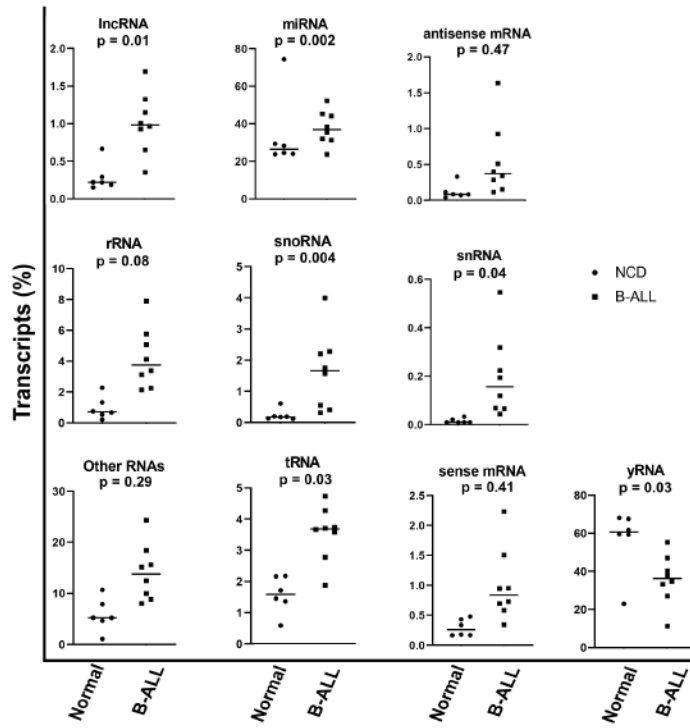 lncRNA
p = 0.01
2.0
1.5
1.0
0.5
0.0
miRNA
p = 0.002
80
60
40
20
0
antisense mRNA
p = 0.47
2.0
1.5
1.0
0.5
0.0
rRNA
p = 0.08
10
8
6
4
2
0
snoRNA
p = 0.004
5
4
3
2
1
0
snRNA
p = 0.04
0.6
0.4
0.2
0.0
NCD
B-ALL
Transcripts (%)
Other RNAs
p = 0.29
30
20
10
0
tRNA
p = 0.03
5
4
3
2
1
0
sense mRNA
p = 0.41
2.5
2.0
1.5
1.0
0.5
0.0
yRNA
p = 0.03
80
60
40
20
0
Normal
B-ALL
Normal
B-ALL
Normal
B-ALL
Normal
B-ALL